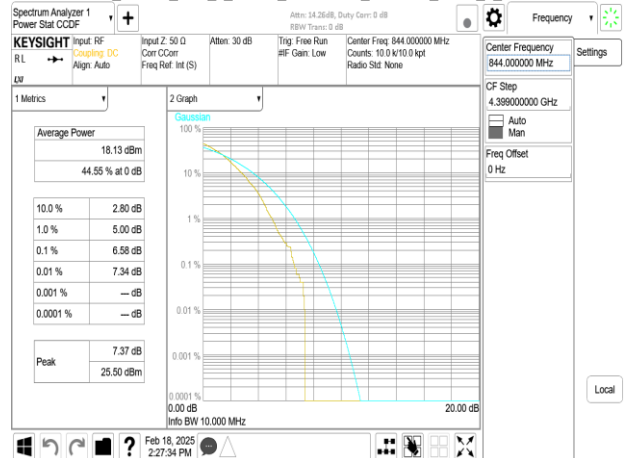 Spectrum Analyzer 1
Power Stat CCDF
+
Attn: 14.26dB, Duty Corr: 0 dB
RBW Tranz: 0 dB
Frequency
KEYSIGHT
RL
LXI
Input: RF
Coupling: DC
Align: Auto
Input Z: 50 Ω
Corr CCorr
Freq Ref: Int (S)
Atten: 30 dB
Trig: Free Run
#IF Gain: Low
Center Freq: 844.000000 MHz
Counts: 10.0 k/10.0 kpt
Radio Std: None
Center Frequency
844.000000 MHz
Settings
CF Step
4.399000000 GHz
Auto
Man
Freq Offset
0 Hz
Local
1 Metrics
Average Power
18.13 dBm
44.55 % at 0 dB
10.0 % 2.80 dB
1.0 % 5.00 dB
0.1 % 6.58 dB
0.01 % 7.34 dB
0.001 % --- dB
0.0001 % --- dB
Peak
7.37 dB
25.50 dBm
2 Graph
Gaussian
100 %
10 %
1 %
0.1 %
0.01 %
0.001 %
0.0001 %
0.00 dB 20.00 dB
Info BW 10.000 MHz
?
Feb 18, 2025
2:27:34 PM